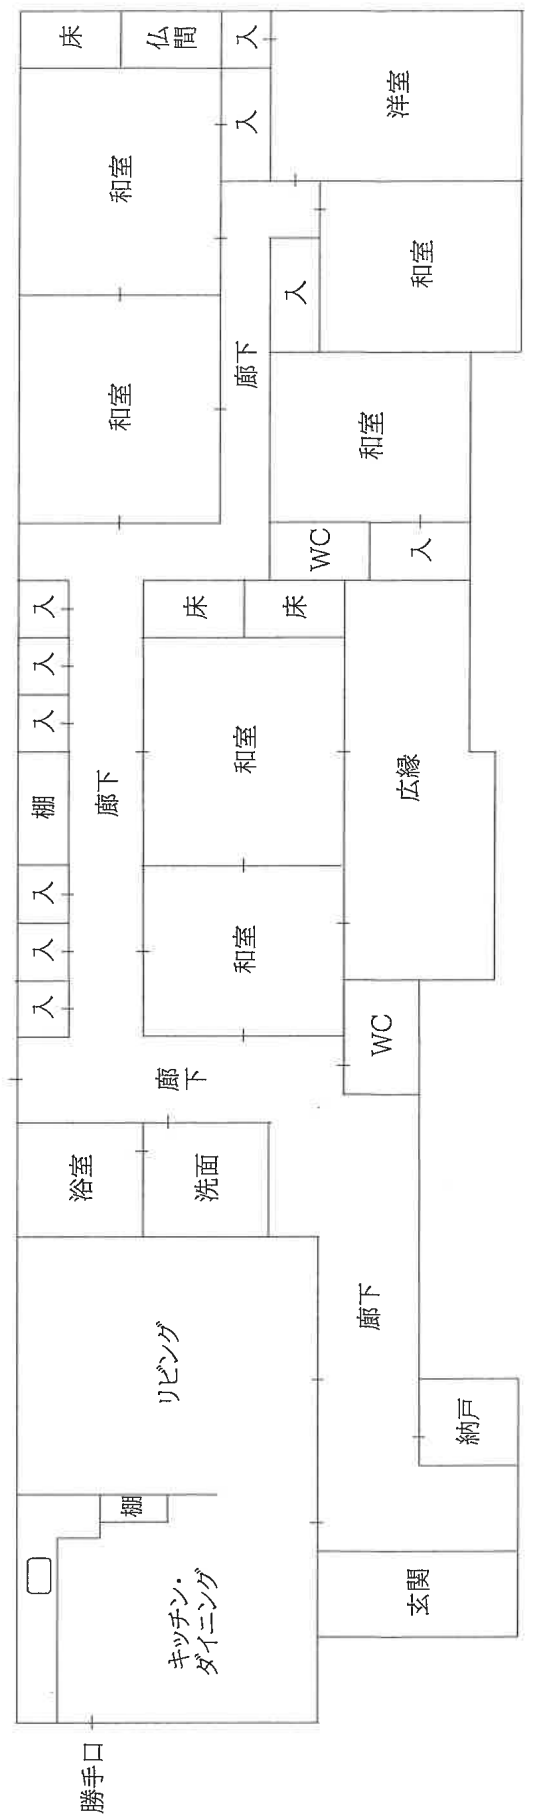 床
仏間
入
入
洋室
和室
和室
入
和室
廊下
和室
WC
入
入
入
入
棚
入
入
入
廊下
床
床
和室
和室
広縁
WC
廊下
浴室
洗面
リビング
廊下
納戸
棚
キッチン・
ダイニング
玄関
勝手口